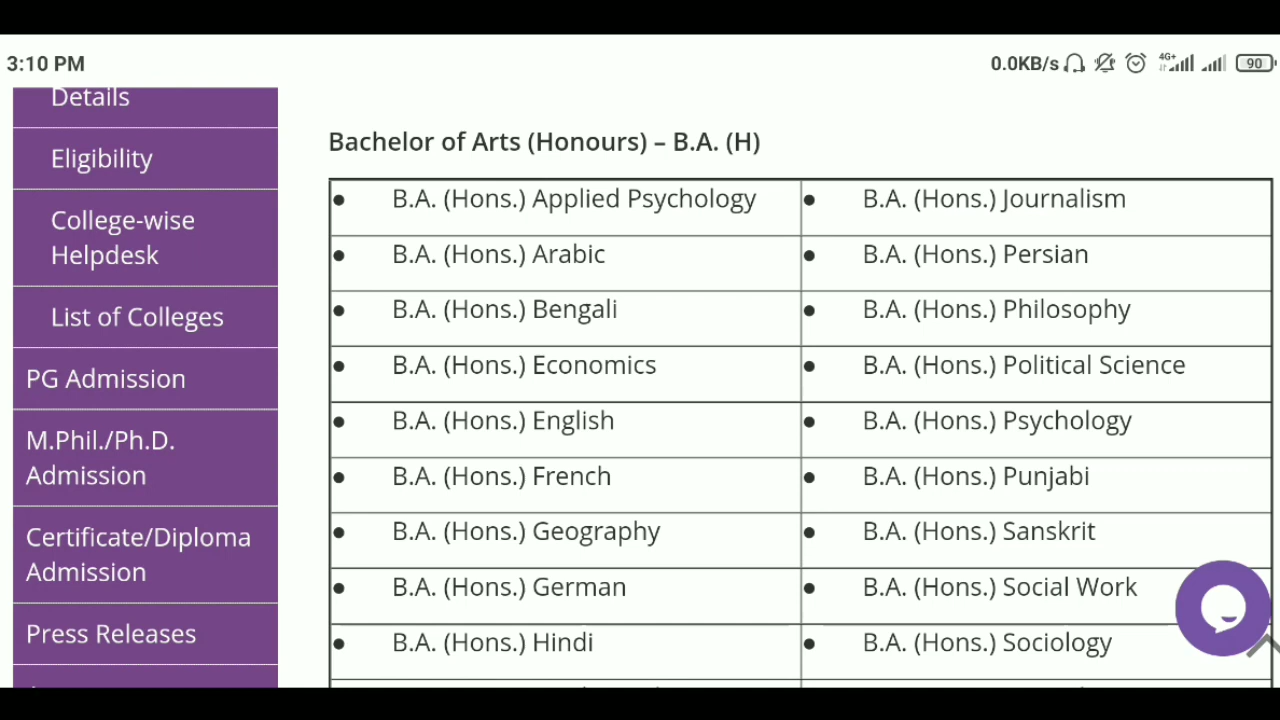 3:10 PM
0.0KB/s 4G+ 90
Details
Eligibility
College-wise
Helpdesk
List of Colleges
PG Admission
M.Phil./Ph.D.
Admission
Certificate/Diploma
Admission
Press Releases
Bachelor of Arts (Honours) – B.A. (H)
● B.A. (Hons.) Applied Psychology ● B.A. (Hons.) Journalism
● B.A. (Hons.) Arabic ● B.A. (Hons.) Persian
● B.A. (Hons.) Bengali ● B.A. (Hons.) Philosophy
● B.A. (Hons.) Economics ● B.A. (Hons.) Political Science
● B.A. (Hons.) English ● B.A. (Hons.) Psychology
● B.A. (Hons.) French ● B.A. (Hons.) Punjabi
● B.A. (Hons.) Geography ● B.A. (Hons.) Sanskrit
● B.A. (Hons.) German ● B.A. (Hons.) Social Work
● B.A. (Hons.) Hindi ● B.A. (Hons.) Sociology